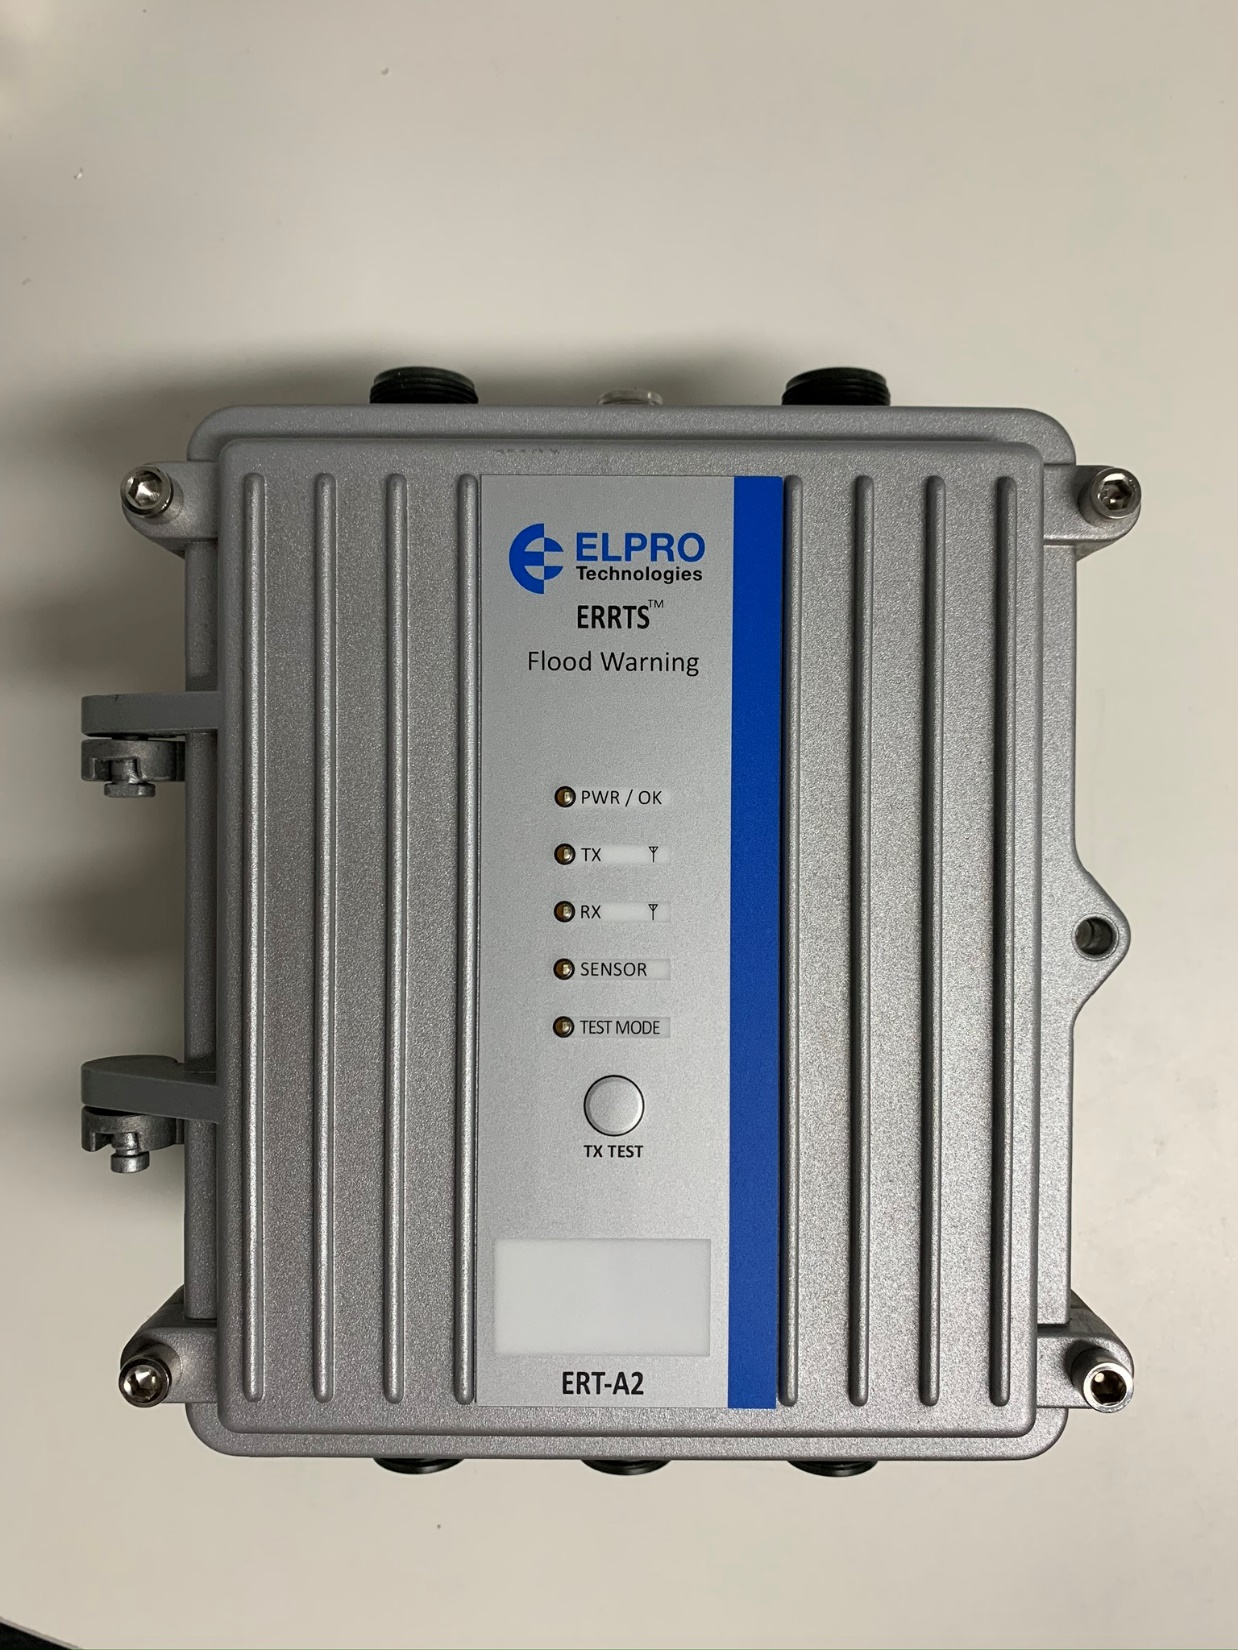 ELPRO
Technologies
ERRTS™
Flood Warning
PWR / OK
TX
RX
SENSOR
TEST MODE
TX TEST
ERT-A2